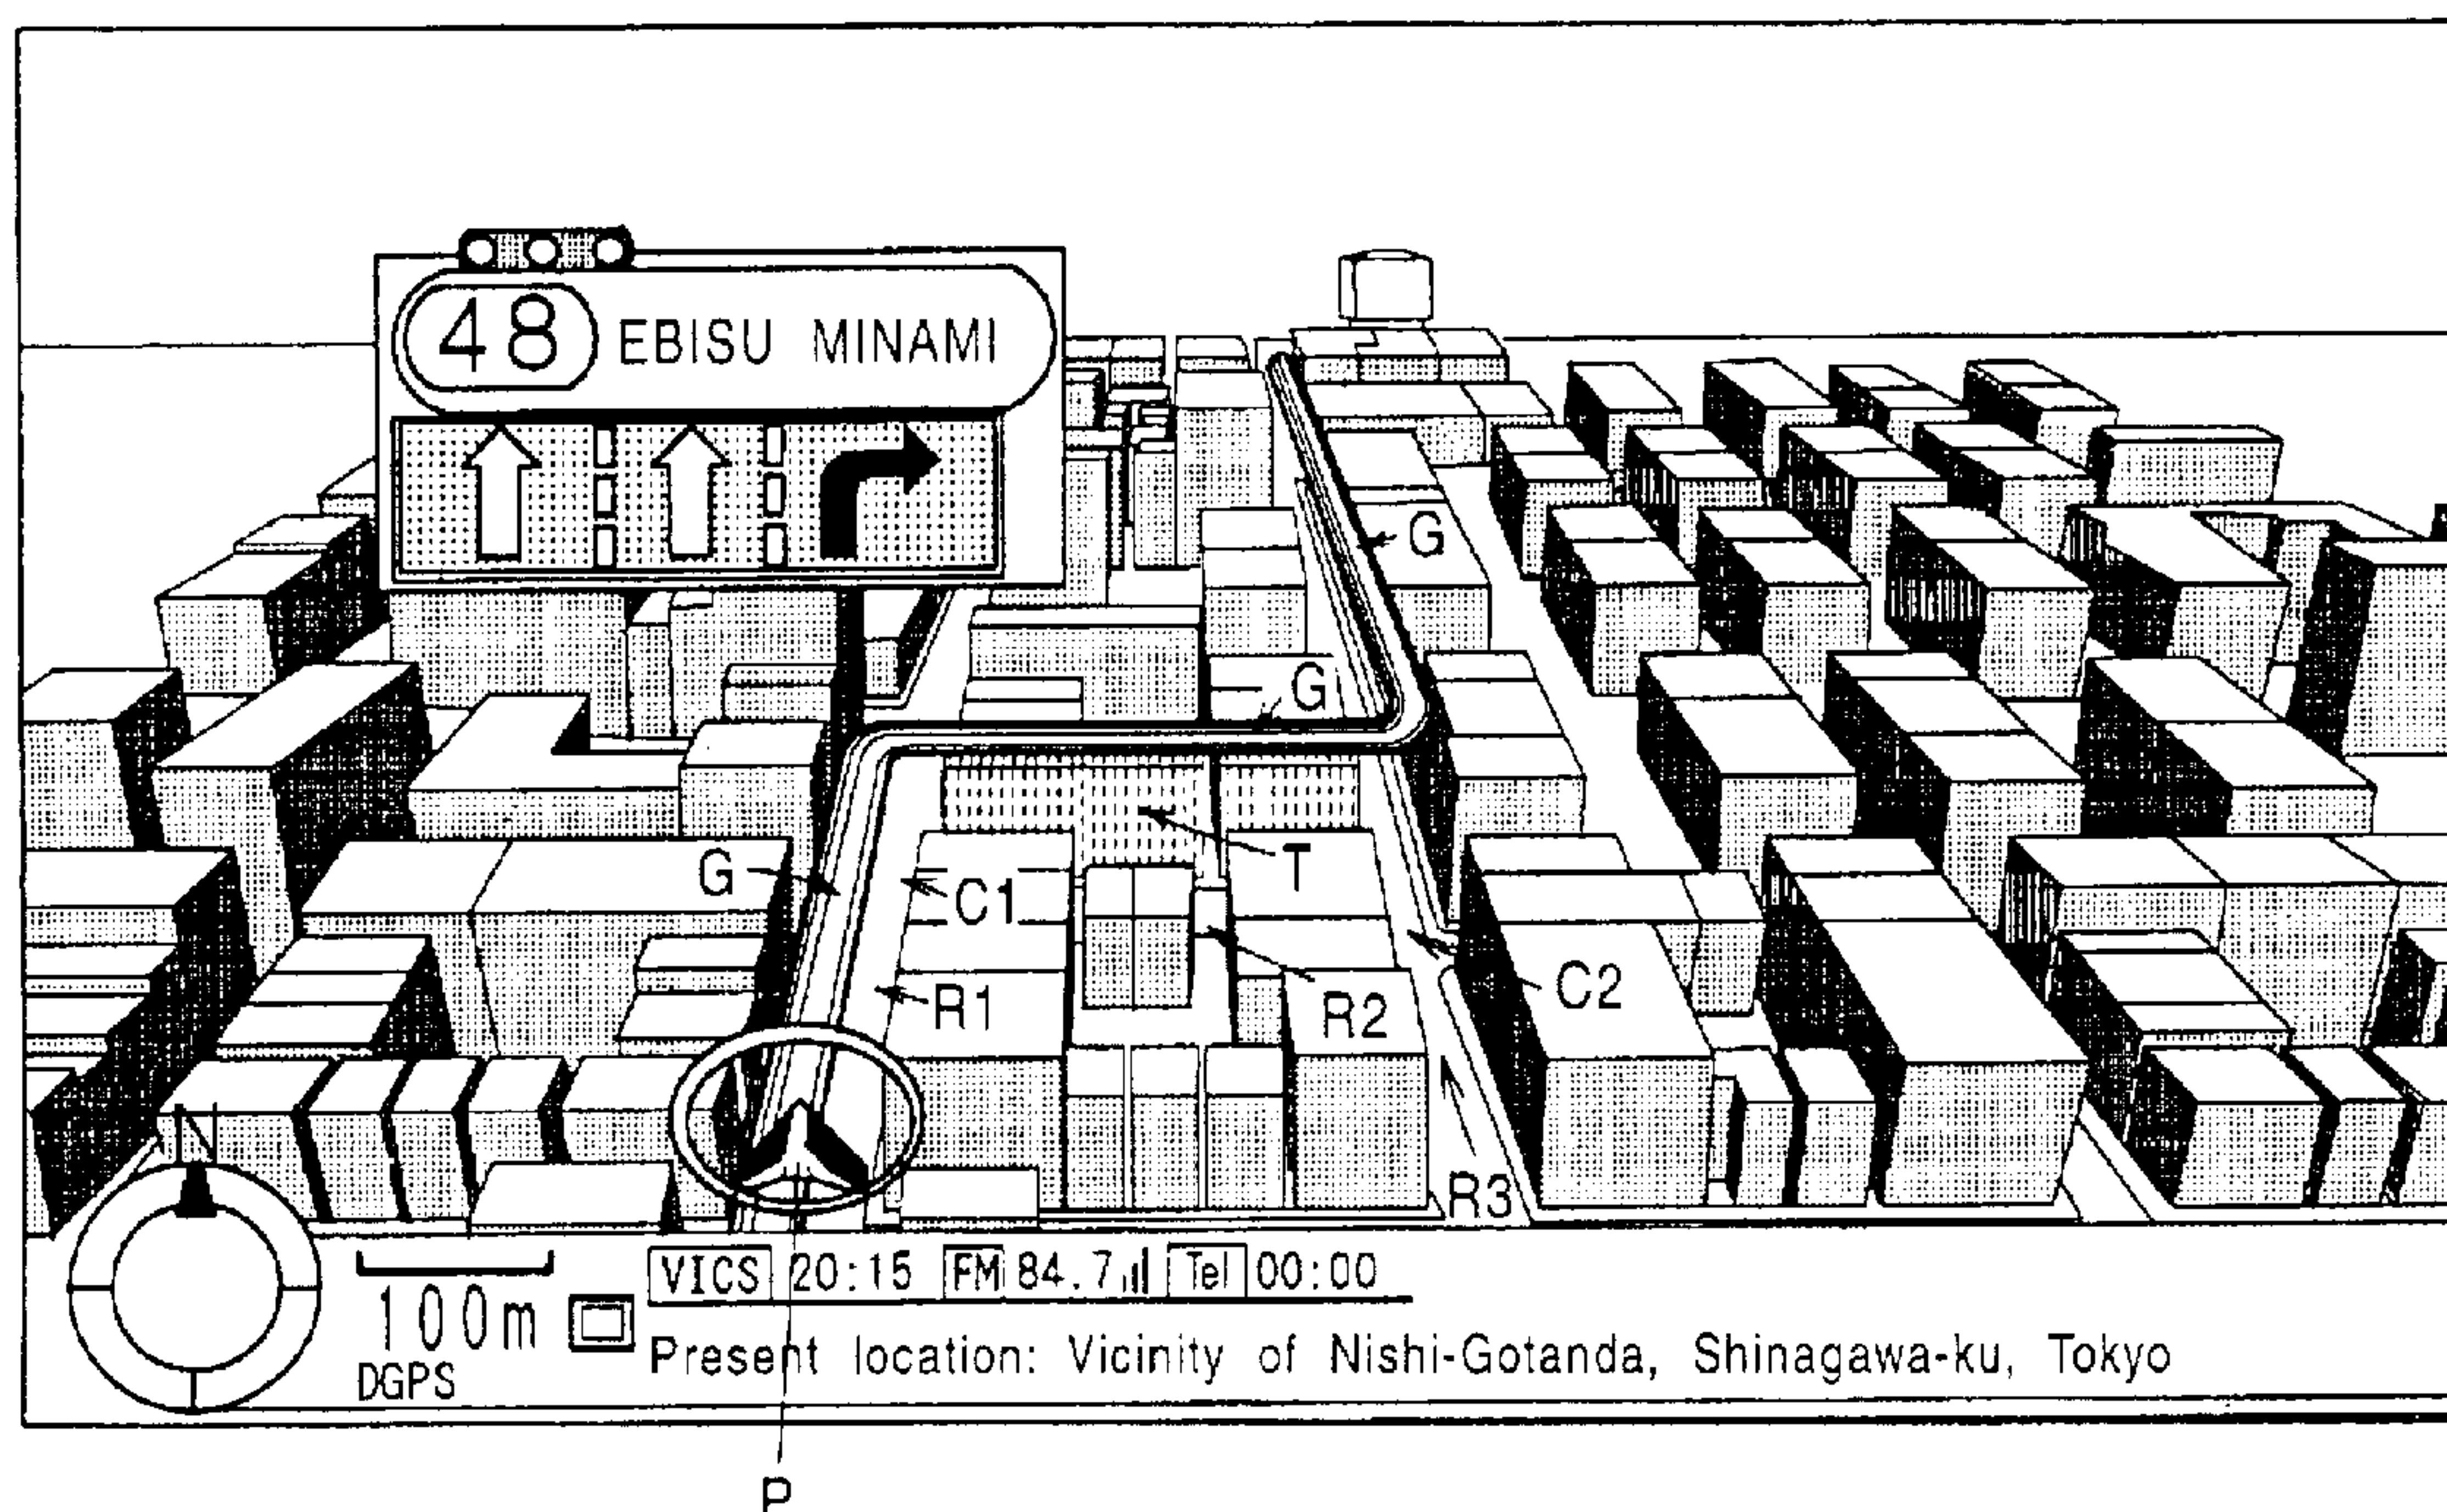 48 EBISU MINAMI
G
G
G
T
C1
C2
R1
R2
R3
VICS 20:15 FM 84.7 Tel 00:00
100m
Present location: Vicinity of Nishi-Gotanda, Shinagawa-ku, Tokyo
DGPS
P